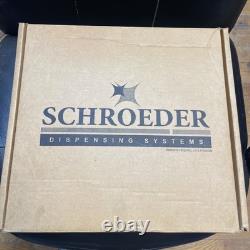 SCHROEDER
DISPENSING SYSTEMS